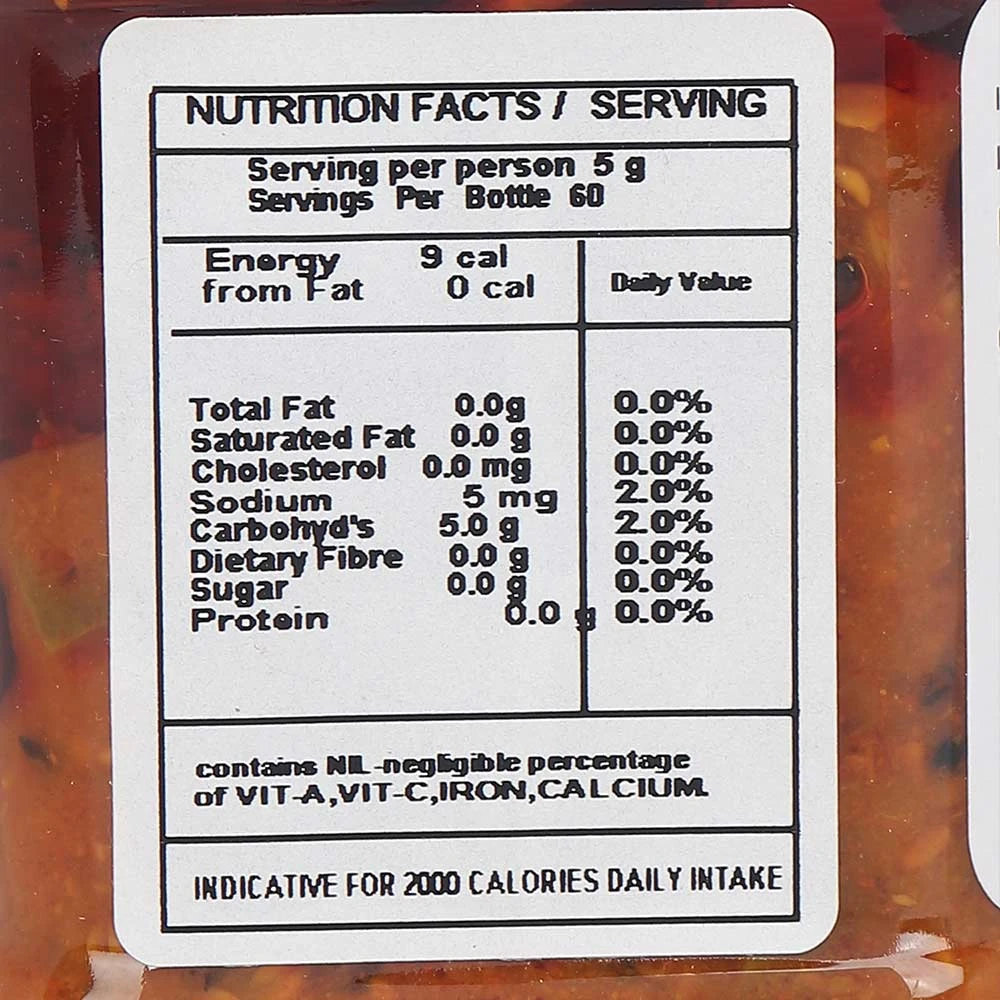 NUTRITION FACTS / SERVING
Serving per person 5 g
Servings Per Bottle 60
Energy 9 cal
from Fat 0 cal
Daily Value
Total Fat 0.0g 0.0%
Saturated Fat 0.0 g 0.0%
Cholesterol 0.0 mg 0.0%
Sodium 5 mg 2.0%
Carbohyd's 5.0 g 2.0%
Dietary Fibre 0.0 g 0.0%
Sugar 0.0 g 0.0%
Protein 0.0 g 0.0%
contains NIL-negligible percentage
of VIT-A,VIT-C,IRON,CALCIUM.
INDICATIVE FOR 2000 CALORIES DAILY INTAKE